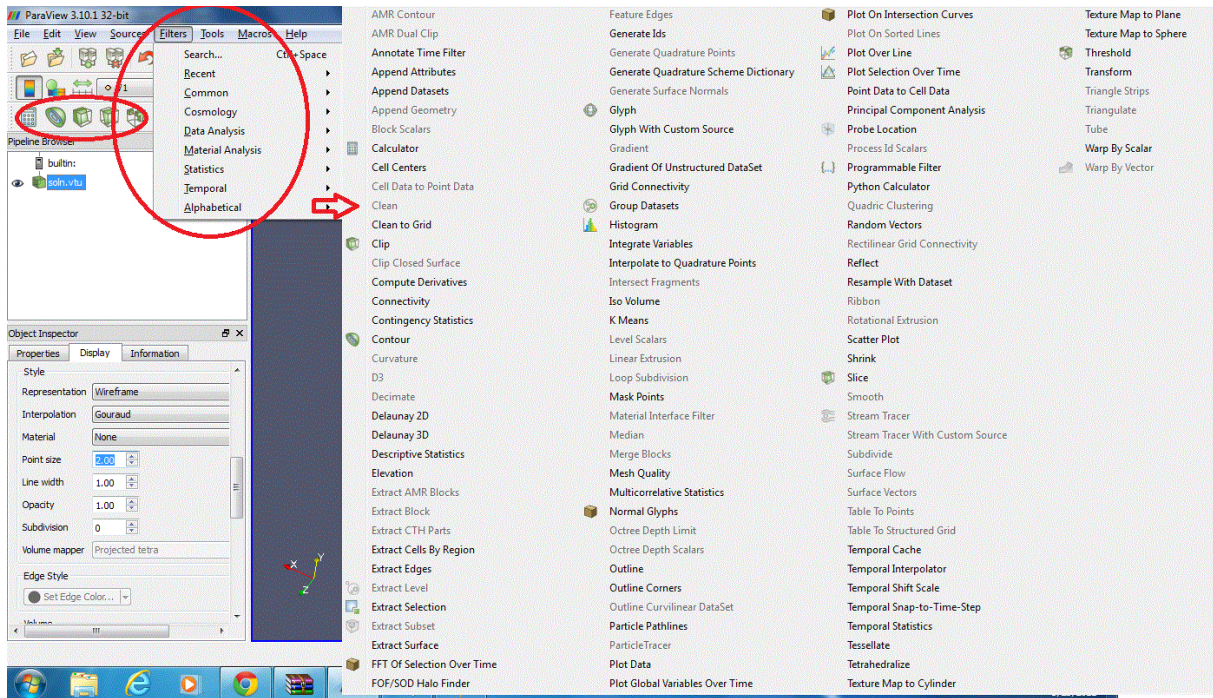 ParaView 3.10.1 32-bit
File Edit View Sources Filters Tools Macros Help
Search... Ctrl+Space
Recent
Common
Cosmology
Data Analysis
Material Analysis
Statistics
Temporal
Alphabetical
Pipeline Browser
builtin:
soln.vtu
Object Inspector
Properties Display Information
Style
Representation Wireframe
Interpolation Gouraud
Material None
Point size 2.00
Line width 1.00
Opacity 1.00
Subdivision 0
Volume mapper Projected tetra
Edge Style
Set Edge Color...
Volume
X
Y
Z
AMR Contour
AMR Dual Clip
Annotate Time Filter
Append Attributes
Append Datasets
Append Geometry
Block Scalars
Calculator
Cell Centers
Cell Data to Point Data
Clean
Clean to Grid
Clip
Clip Closed Surface
Compute Derivatives
Connectivity
Contingency Statistics
Contour
Curvature
D3
Decimate
Delaunay 2D
Delaunay 3D
Descriptive Statistics
Elevation
Extract AMR Blocks
Extract Block
Extract CTH Parts
Extract Cells By Region
Extract Edges
Extract Level
Extract Selection
Extract Subset
Extract Surface
FFT Of Selection Over Time
FOF/SOD Halo Finder
Feature Edges
Generate Ids
Generate Quadrature Points
Generate Quadrature Scheme Dictionary
Generate Surface Normals
Glyph
Glyph With Custom Source
Gradient
Gradient Of Unstructured DataSet
Grid Connectivity
Group Datasets
Histogram
Integrate Variables
Interpolate to Quadrature Points
Intersect Fragments
Iso Volume
K Means
Level Scalars
Linear Extrusion
Loop Subdivision
Mask Points
Material Interface Filter
Median
Merge Blocks
Mesh Quality
Multicorrelative Statistics
Normal Glyphs
Octree Depth Limit
Octree Depth Scalars
Outline
Outline Corners
Outline Curvilinear DataSet
Particle Pathlines
ParticleTracer
Plot Data
Plot Global Variables Over Time
Plot On Intersection Curves
Plot On Sorted Lines
Plot Over Line
Plot Selection Over Time
Point Data to Cell Data
Principal Component Analysis
Probe Location
Process Id Scalars
Programmable Filter
Python Calculator
Quadric Clustering
Random Vectors
Rectilinear Grid Connectivity
Reflect
Resample With Dataset
Ribbon
Rotational Extrusion
Scatter Plot
Shrink
Slice
Smooth
Stream Tracer
Stream Tracer With Custom Source
Subdivide
Surface Flow
Surface Vectors
Table To Points
Table To Structured Grid
Temporal Cache
Temporal Interpolator
Temporal Shift Scale
Temporal Snap-to-Time-Step
Temporal Statistics
Tessellate
Tetrahedralize
Texture Map to Cylinder
Texture Map to Plane
Texture Map to Sphere
Threshold
Transform
Triangle Strips
Triangulate
Tube
Warp By Scalar
Warp By Vector